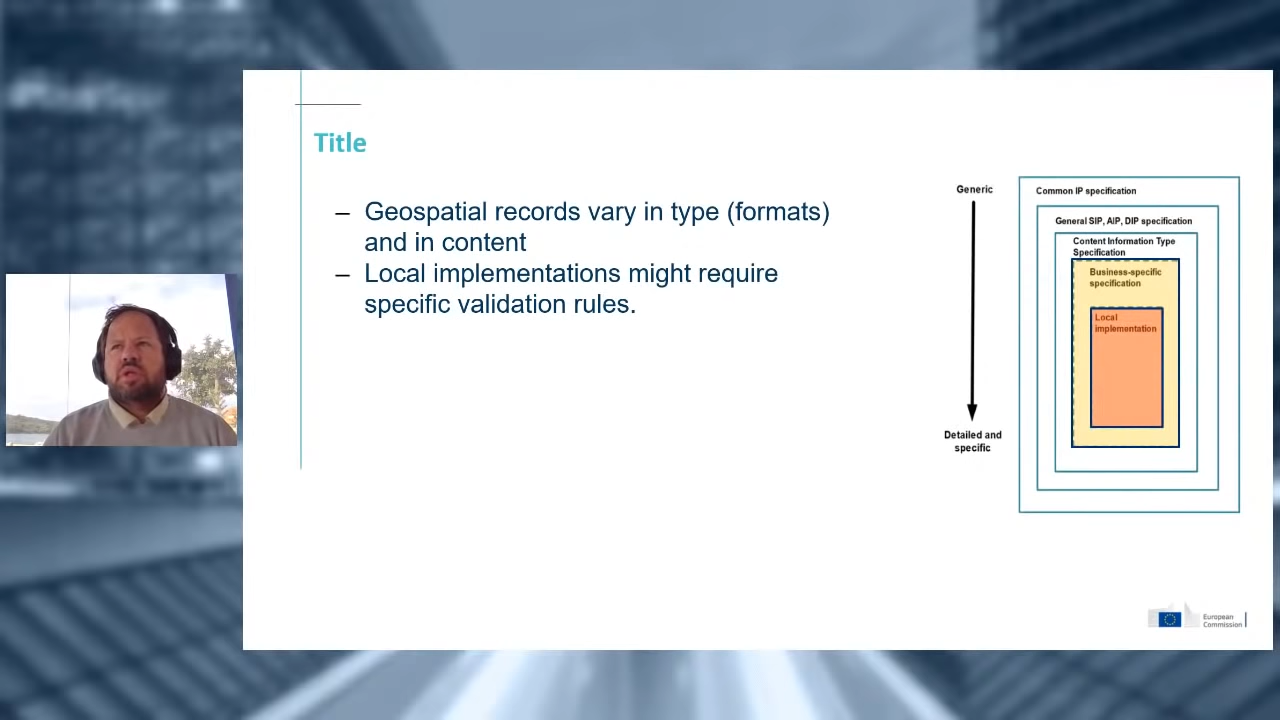 Title
– Geospatial records vary in type (formats)
and in content
– Local implementations might require
specific validation rules.
Generic
Detailed and
specific
Common IP specification
General SIP, AIP, DIP specification
Content Information Type
Specification
Business-specific
specification
Local
implementation
European
Commission